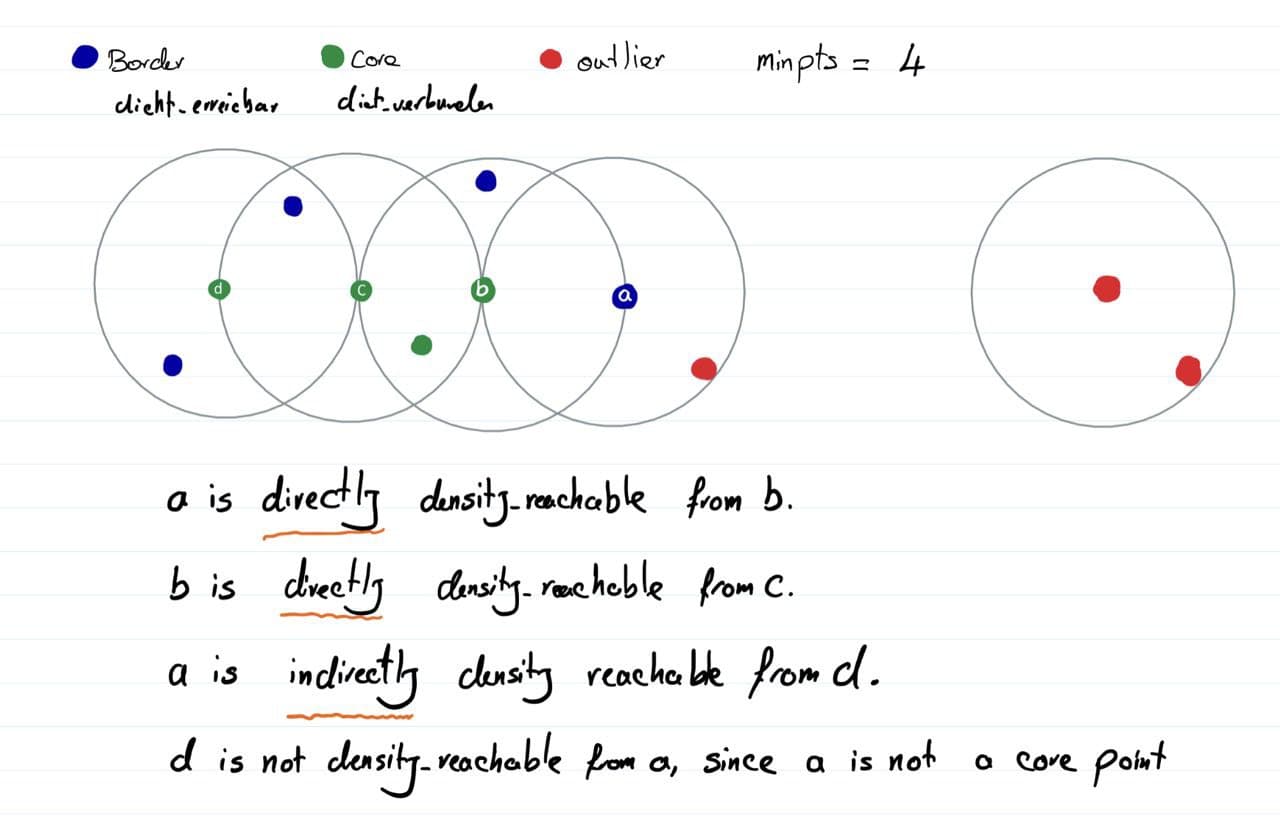 Border Core outlier minpts = 4
dicht-erreichbar dicht-verbunden
d c b a
a is directly density-reachable from b.
b is directly density-reachable from c.
a is indirectly density reachable from d.
d is not density-reachable from a, since a is not a core point